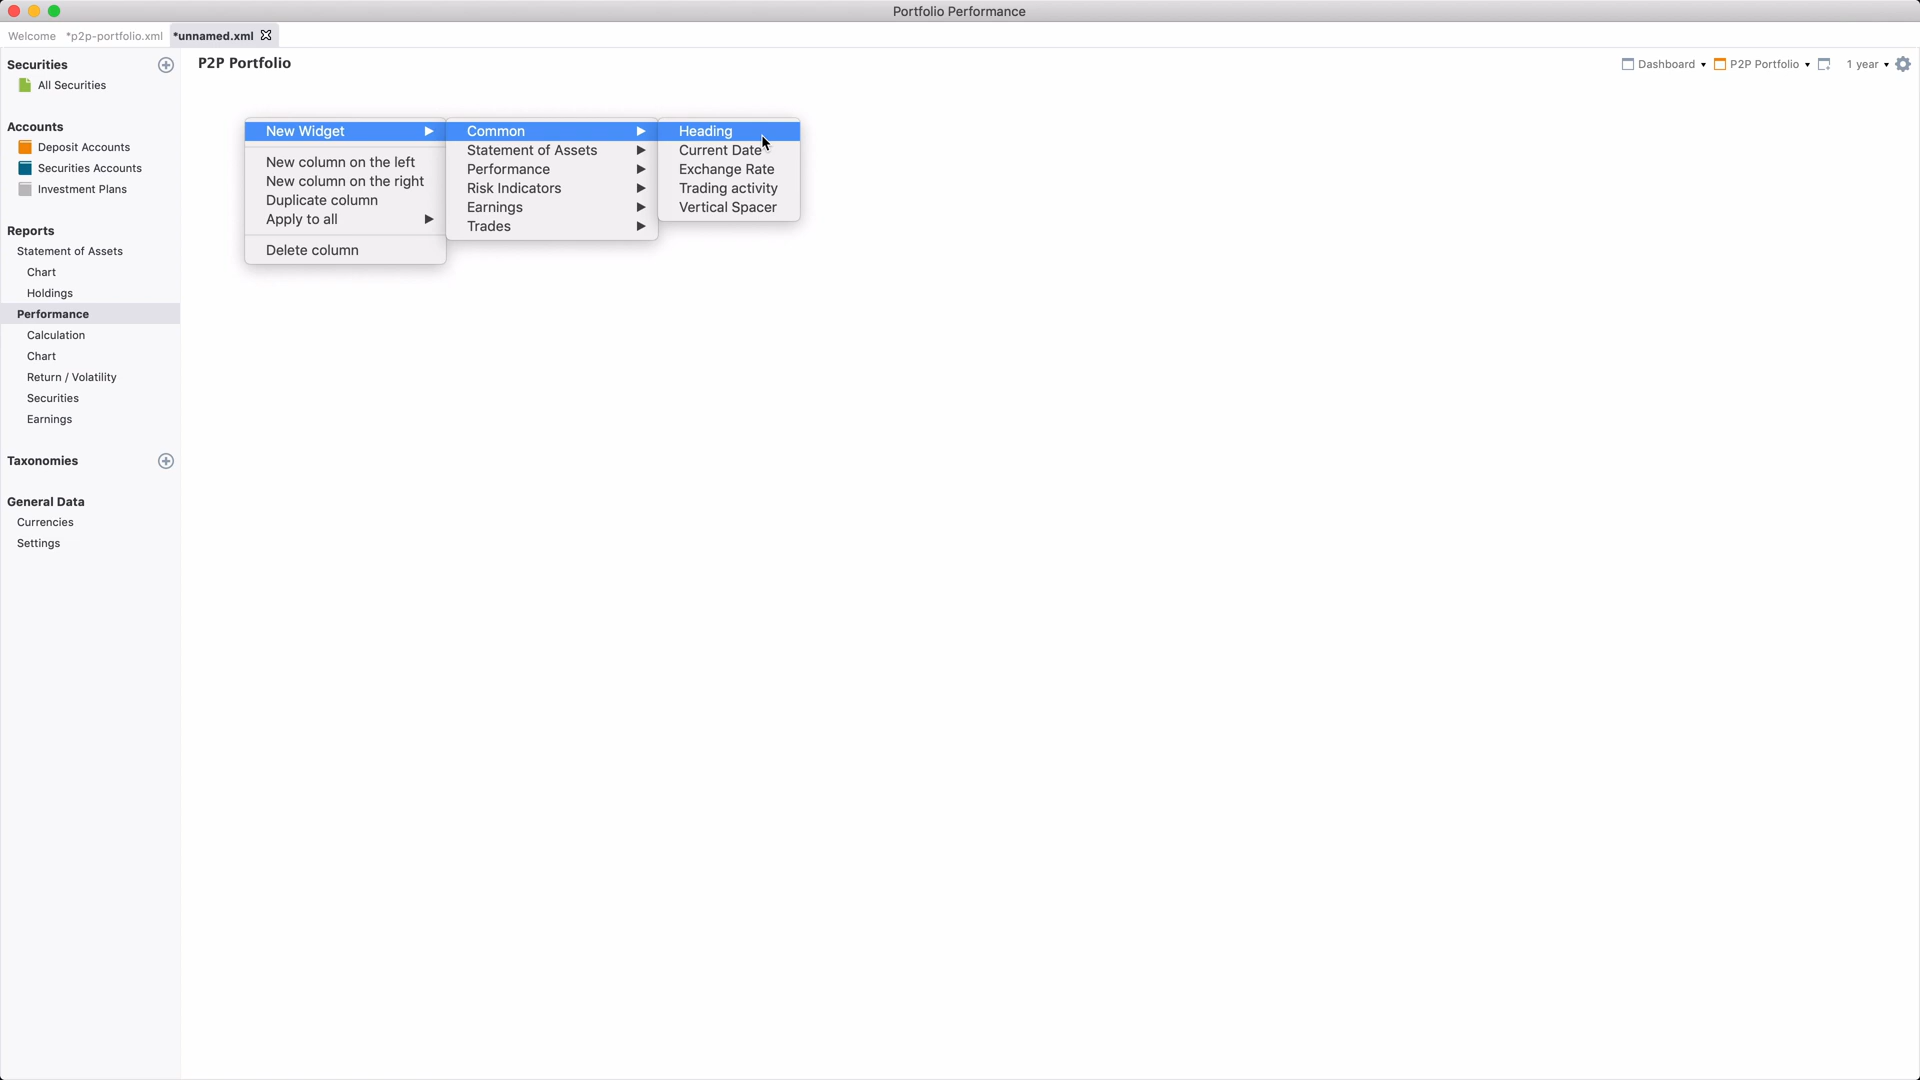 Portfolio Performance
Welcome *p2p-portfolio.xml *unnamed.xml
Securities
All Securities
Accounts
Deposit Accounts
Securities Accounts
Investment Plans
Reports
Statement of Assets
Chart
Holdings
Performance
Calculation
Chart
Return / Volatility
Securities
Earnings
Taxonomies
General Data
Currencies
Settings
P2P Portfolio
Dashboard P2P Portfolio 1 year
New Widget
New column on the left
New column on the right
Duplicate column
Apply to all
Delete column
Common
Statement of Assets
Performance
Risk Indicators
Earnings
Trades
Heading
Current Date
Exchange Rate
Trading activity
Vertical Spacer